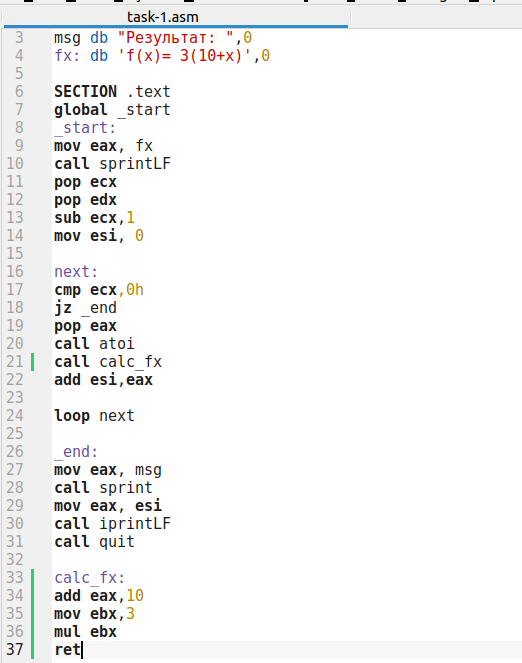 task-1.asm
3 msg db "Результат: ",0
4 fx: db 'f(x)= 3(10+x)',0
5
6 SECTION .text
7 global _start
8 _start:
9 mov eax, fx
10 call sprintLF
11 pop ecx
12 pop edx
13 sub ecx,1
14 mov esi, 0
15
16 next:
17 cmp ecx,0h
18 jz _end
19 pop eax
20 call atoi
21 call calc_fx
22 add esi,eax
23
24 loop next
25
26 _end:
27 mov eax, msg
28 call sprint
29 mov eax, esi
30 call iprintLF
31 call quit
32
33 calc_fx:
34 add eax,10
35 mov ebx,3
36 mul ebx
37 ret